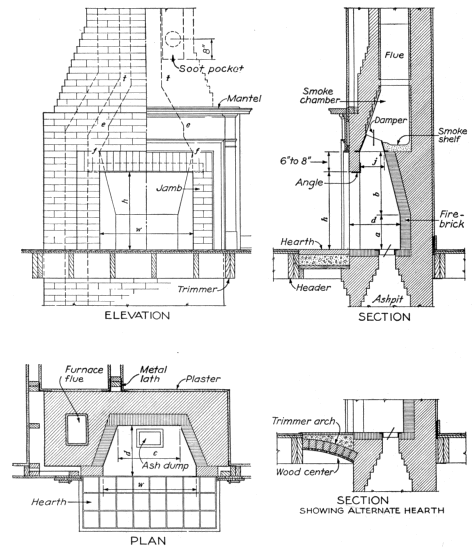 8"
Soot pocket
t
t
Mantel
e
e
f
f
Jamb
h
w
Trimmer
ELEVATION
Flue
Smoke chamber
Damper
Smoke shelf
6" to 8"
j
Angle
b
h
d
a
Fire-
brick
Hearth
Header
Ashpit
SECTION
Furnace flue
Metal lath
Plaster
d
c
Ash dump
w
Hearth
PLAN
Trimmer arch
Wood center
SECTION
SHOWING ALTERNATE HEARTH